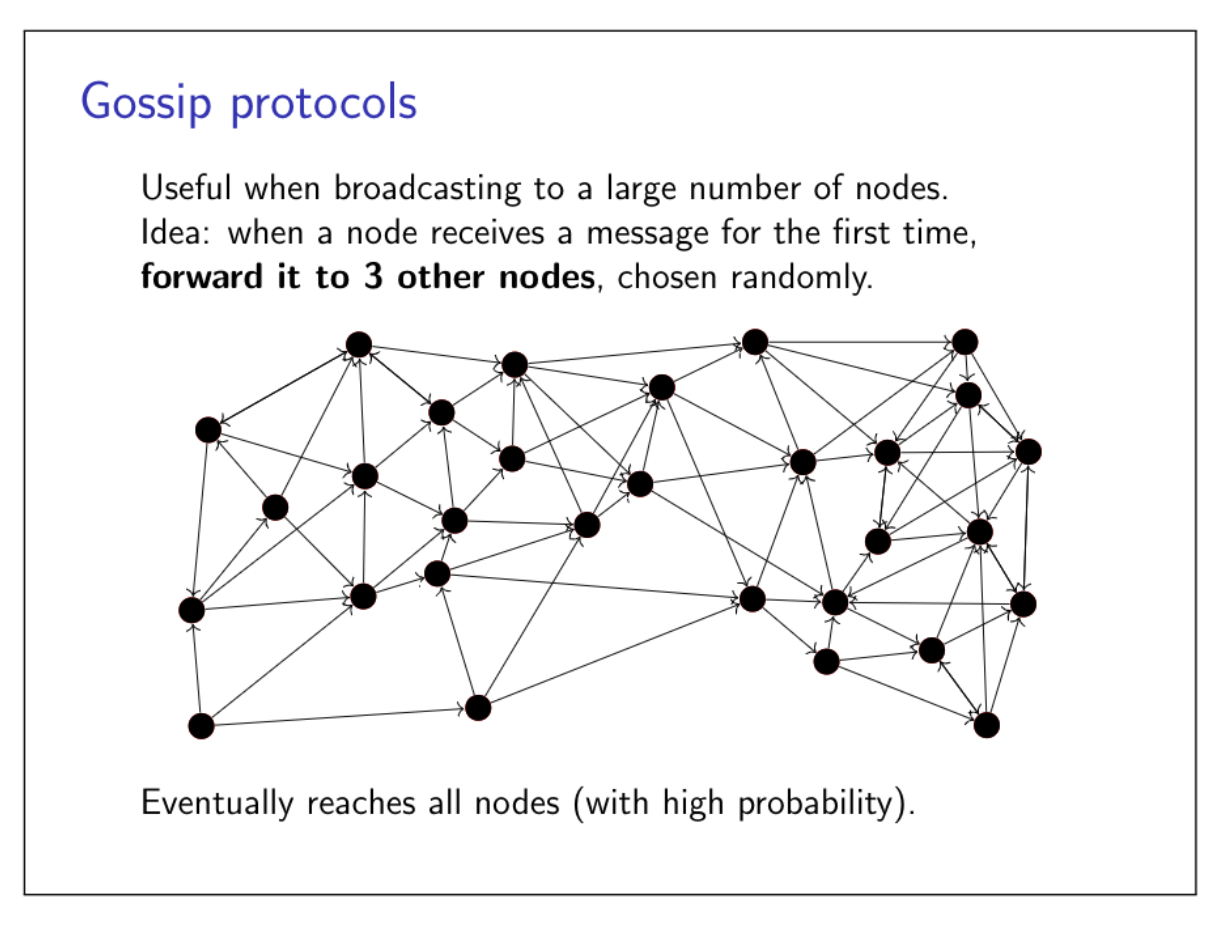 Gossip protocols
Useful when broadcasting to a large number of nodes.
Idea: when a node receives a message for the first time,
forward it to 3 other nodes, chosen randomly.
Eventually reaches all nodes (with high probability).